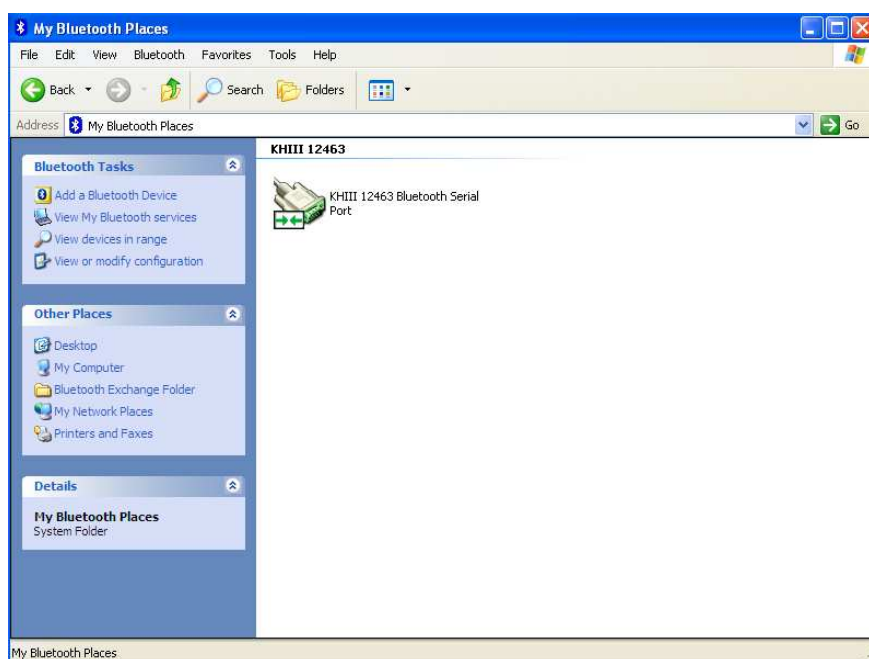 My Bluetooth Places
File Edit View Bluetooth Favorites Tools Help
Back Search Folders
Address My Bluetooth Places Go
Bluetooth Tasks
Add a Bluetooth Device
View My Bluetooth services
View devices in range
View or modify configuration
Other Places
Desktop
My Computer
Bluetooth Exchange Folder
My Network Places
Printers and Faxes
Details
My Bluetooth Places
System Folder
KHIII 12463
KHIII 12463 Bluetooth Serial
Port
My Bluetooth Places